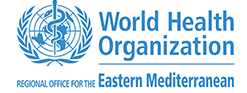 World Health
Organization
REGIONAL OFFICE FOR THE Eastern Mediterranean